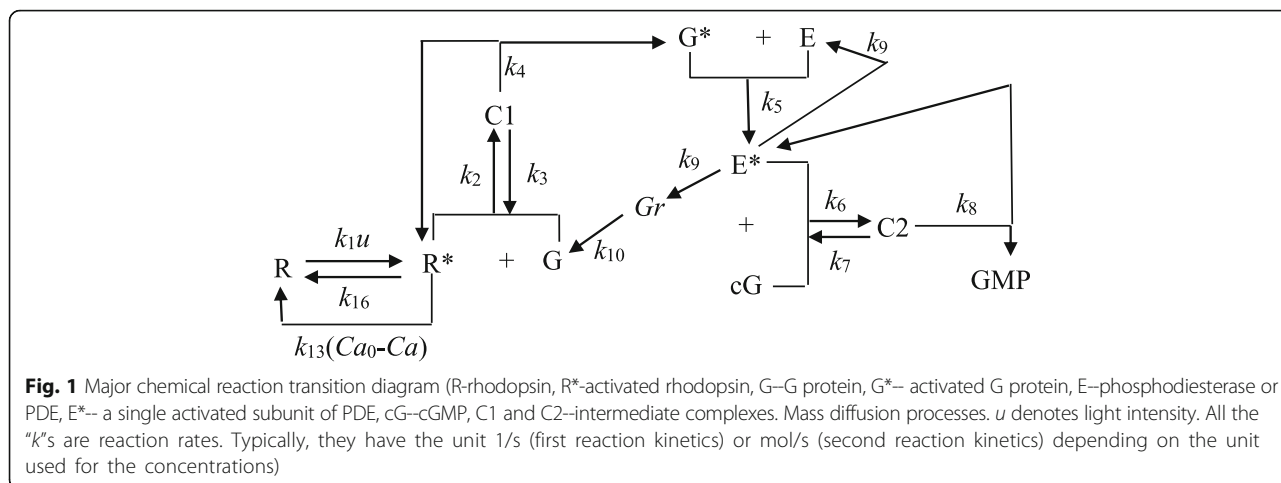 G* + E k9
k4
k5
C1
k9 E*
k2 k3
k6 k8
Gr
+ C2
k1u
k7
R R* + G k10
cG GMP
k16
k13(Ca0-Ca)
Fig. 1 Major chemical reaction transition diagram (R-rhodopsin, R*-activated rhodopsin, G--G protein, G*-- activated G protein, E--phosphodiesterase or
PDE, E*-- a single activated subunit of PDE, cG--cGMP, C1 and C2--intermediate complexes. Mass diffusion processes. u denotes light intensity. All the
"k"s are reaction rates. Typically, they have the unit 1/s (first reaction kinetics) or mol/s (second reaction kinetics) depending on the unit
used for the concentrations)